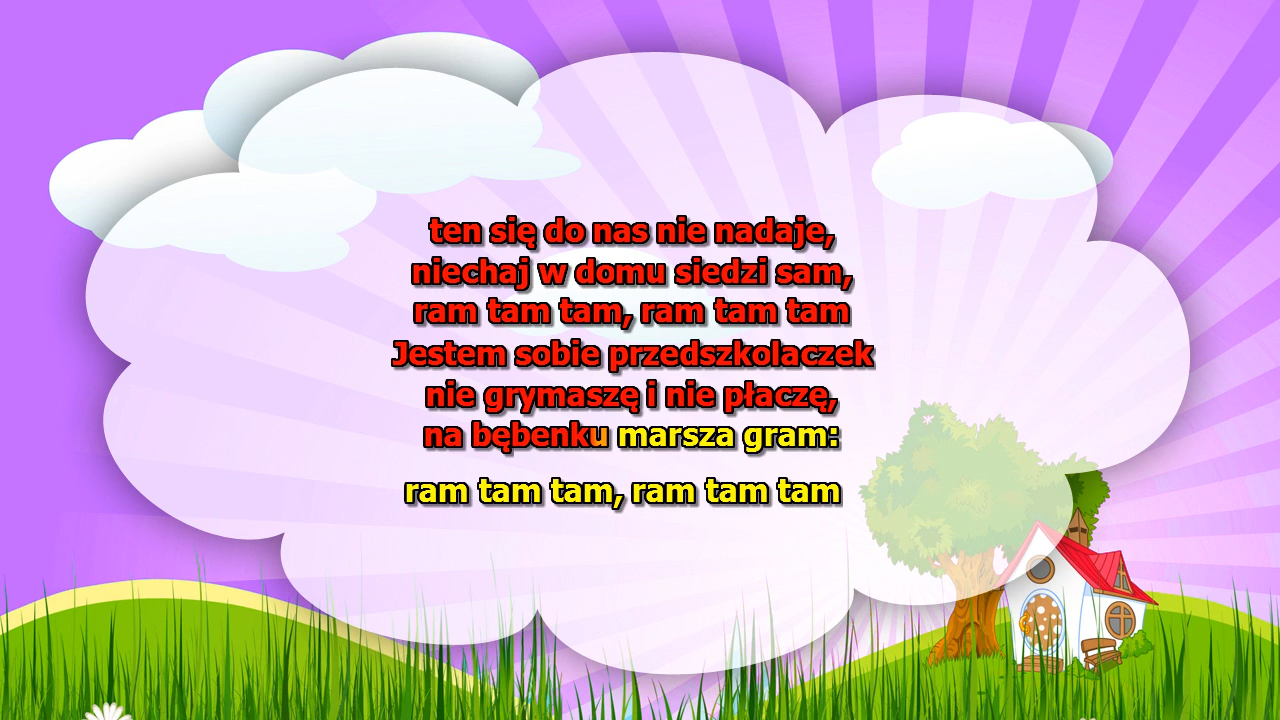 ten się do nas nie nadaje,
niechaj w domu siedzi sam,
ram tam tam, ram tam tam
Jestem sobie przedszkolaczek
nie grymaszę i nie płaczę,
na bębenku marsza gram:
ram tam tam, ram tam tam